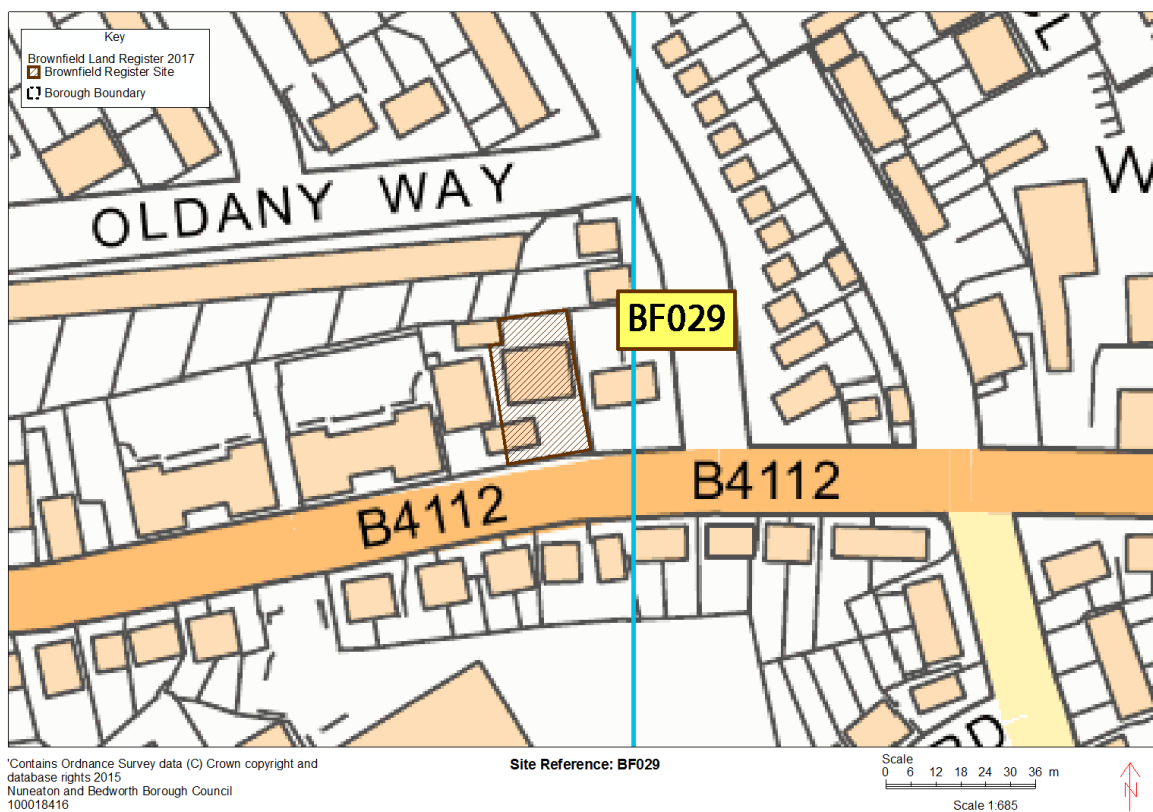 Key
Brownfield Land Register 2017
Brownfield Register Site
Borough Boundary
OLDANY WAY
BF029
B4112
B4112
W
RD
'Contains Ordnance Survey data (C) Crown copyright and
database rights 2015
Nuneaton and Bedworth Borough Council
100018416
Site Reference: BF029
Scale
0 6 12 18 24 30 36 m
Scale 1:685
N